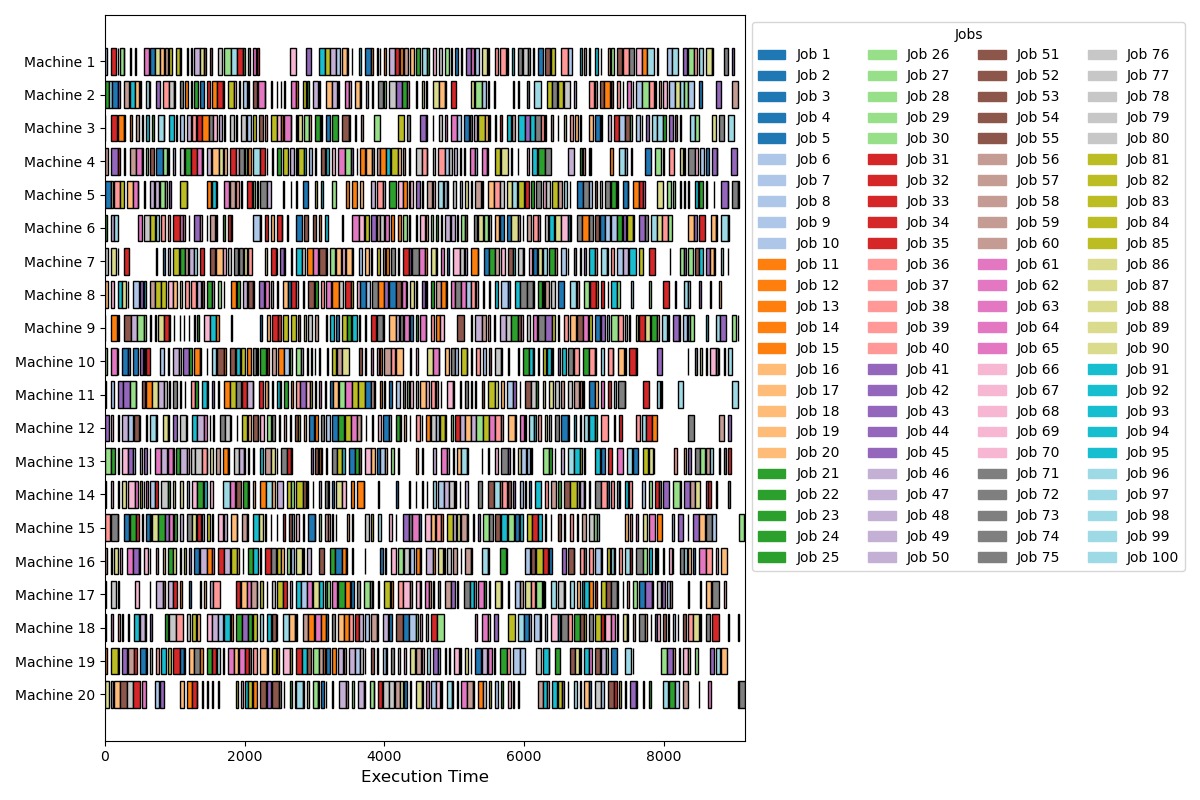 Machine 1
Machine 2
Machine 3
Machine 4
Machine 5
Machine 6
Machine 7
Machine 8
Machine 9
Machine 10
Machine 11
Machine 12
Machine 13
Machine 14
Machine 15
Machine 16
Machine 17
Machine 18
Machine 19
Machine 20
0 2000 4000 6000 8000
Execution Time
Jobs
Job 1 Job 26 Job 51 Job 76
Job 2 Job 27 Job 52 Job 77
Job 3 Job 28 Job 53 Job 78
Job 4 Job 29 Job 54 Job 79
Job 5 Job 30 Job 55 Job 80
Job 6 Job 31 Job 56 Job 81
Job 7 Job 32 Job 57 Job 82
Job 8 Job 33 Job 58 Job 83
Job 9 Job 34 Job 59 Job 84
Job 10 Job 35 Job 60 Job 85
Job 11 Job 36 Job 61 Job 86
Job 12 Job 37 Job 62 Job 87
Job 13 Job 38 Job 63 Job 88
Job 14 Job 39 Job 64 Job 89
Job 15 Job 40 Job 65 Job 90
Job 16 Job 41 Job 66 Job 91
Job 17 Job 42 Job 67 Job 92
Job 18 Job 43 Job 68 Job 93
Job 19 Job 44 Job 69 Job 94
Job 20 Job 45 Job 70 Job 95
Job 21 Job 46 Job 71 Job 96
Job 22 Job 47 Job 72 Job 97
Job 23 Job 48 Job 73 Job 98
Job 24 Job 49 Job 74 Job 99
Job 25 Job 50 Job 75 Job 100